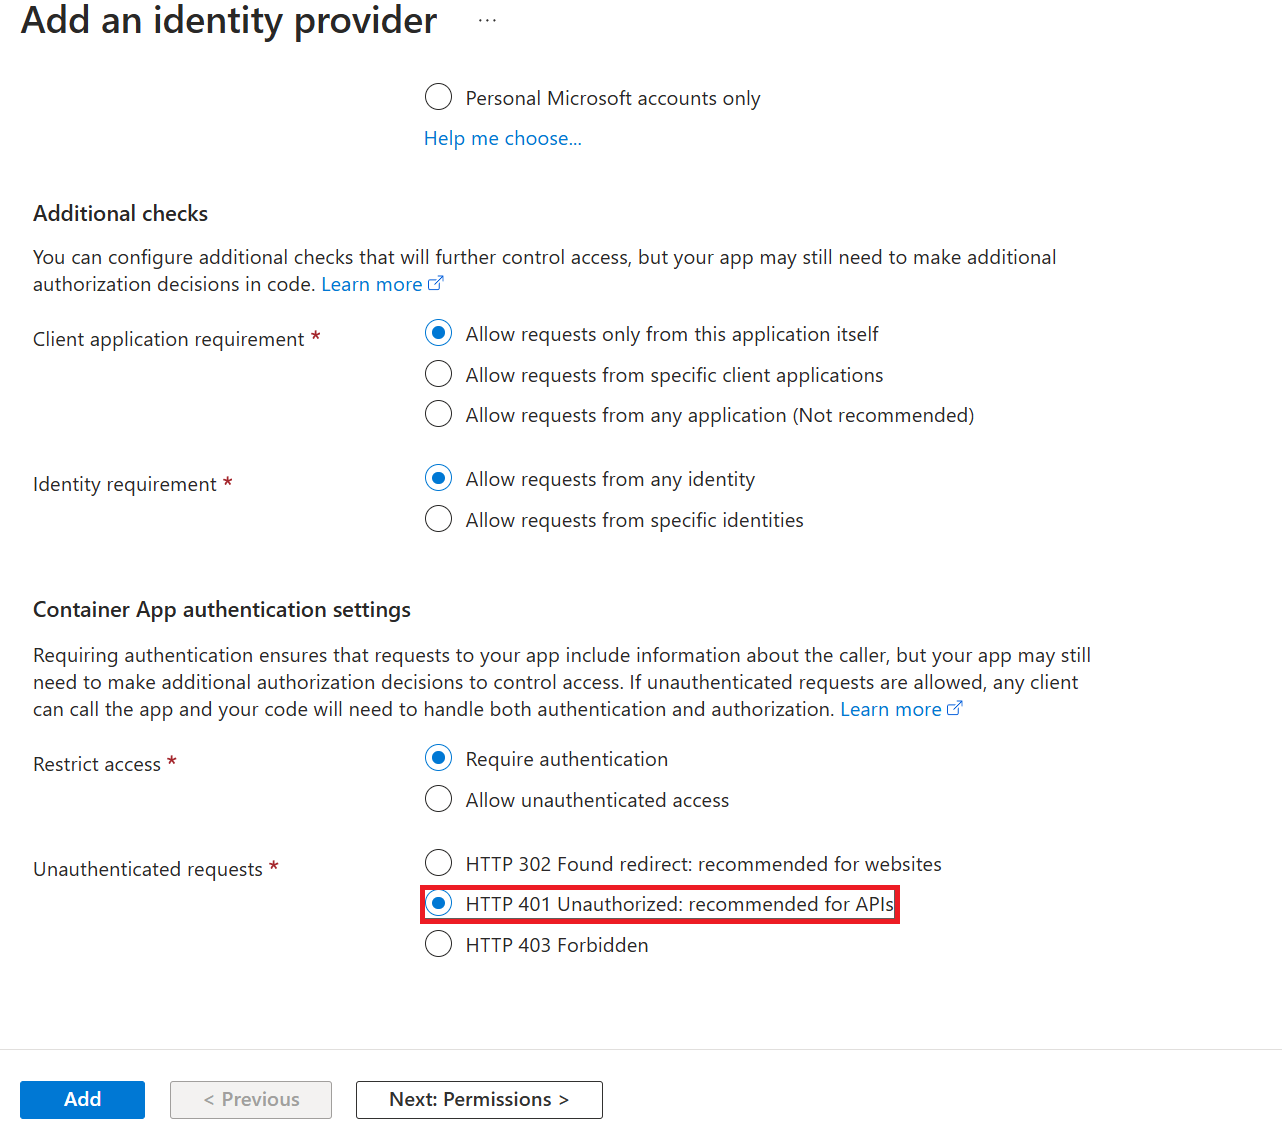 Add an identity provider ...
Personal Microsoft accounts only
Help me choose...
Additional checks
You can configure additional checks that will further control access, but your app may still need to make additional
authorization decisions in code. Learn more
Client application requirement *
Allow requests only from this application itself
Allow requests from specific client applications
Allow requests from any application (Not recommended)
Identity requirement *
Allow requests from any identity
Allow requests from specific identities
Container App authentication settings
Requiring authentication ensures that requests to your app include information about the caller, but your app may still
need to make additional authorization decisions to control access. If unauthenticated requests are allowed, any client
can call the app and your code will need to handle both authentication and authorization. Learn more
Restrict access *
Require authentication
Allow unauthenticated access
Unauthenticated requests *
HTTP 302 Found redirect: recommended for websites
HTTP 401 Unauthorized: recommended for APIs
HTTP 403 Forbidden
Add
< Previous
Next: Permissions >